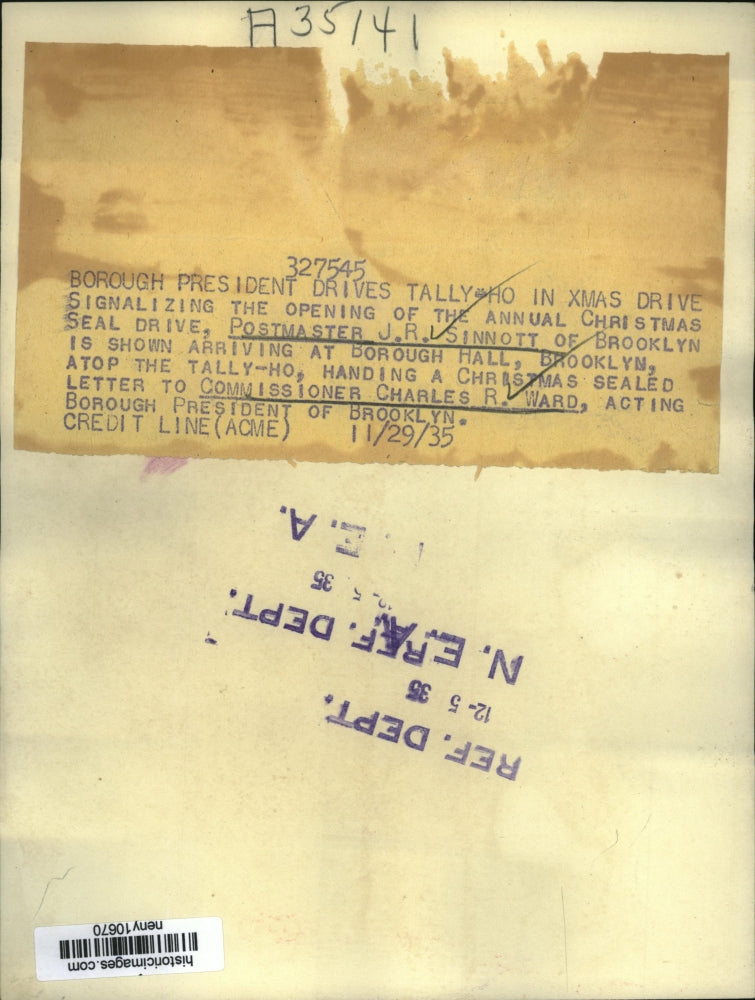 A35141
327545
BOROUGH PRESIDENT DRIVES TALLY-HO IN XMAS DRIVE
SIGNALIZING THE OPENING OF THE ANNUAL CHRISTMAS
SEAL DRIVE, POSTMASTER J.R. SINNOTT OF BROOKLYN
IS SHOWN ARRIVING AT BOROUGH HALL, BROOKLYN,
ATOP THE TALLY-HO, HANDING A CHRISTMAS SEALED
LETTER TO COMMISSIONER CHARLES R. WARD, ACTING
BOROUGH PRESIDENT OF BROOKLYN.
CREDIT LINE(ACME) 11/29/35
E. A.
12-5 35
REF. DEPT.
N. E. A.
12-5 35
REF. DEPT.
neny10670
historicimages.com